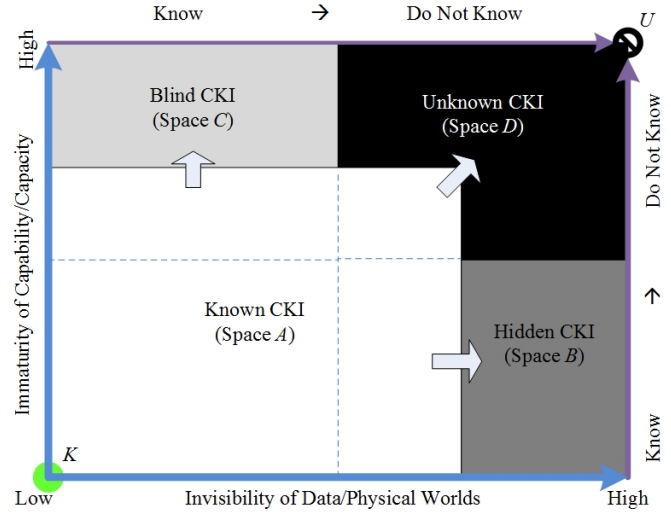 Know → Do Not Know
U
High
Blind CKI
(Space C)
Unknown CKI
(Space D)
Immaturity of Capability/Capacity
Do Not Know
→
Know
Known CKI
(Space A)
Hidden CKI
(Space B)
K
Low
Invisibility of Data/Physical Worlds
High